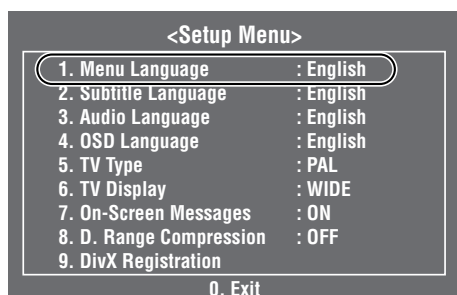 <Setup Menu>
1. Menu Language : English
2. Subtitle Language : English
3. Audio Language : English
4. OSD Language : English
5. TV Type : PAL
6. TV Display : WIDE
7. On-Screen Messages : ON
8. D. Range Compression : OFF
9. DivX Registration
0. Exit